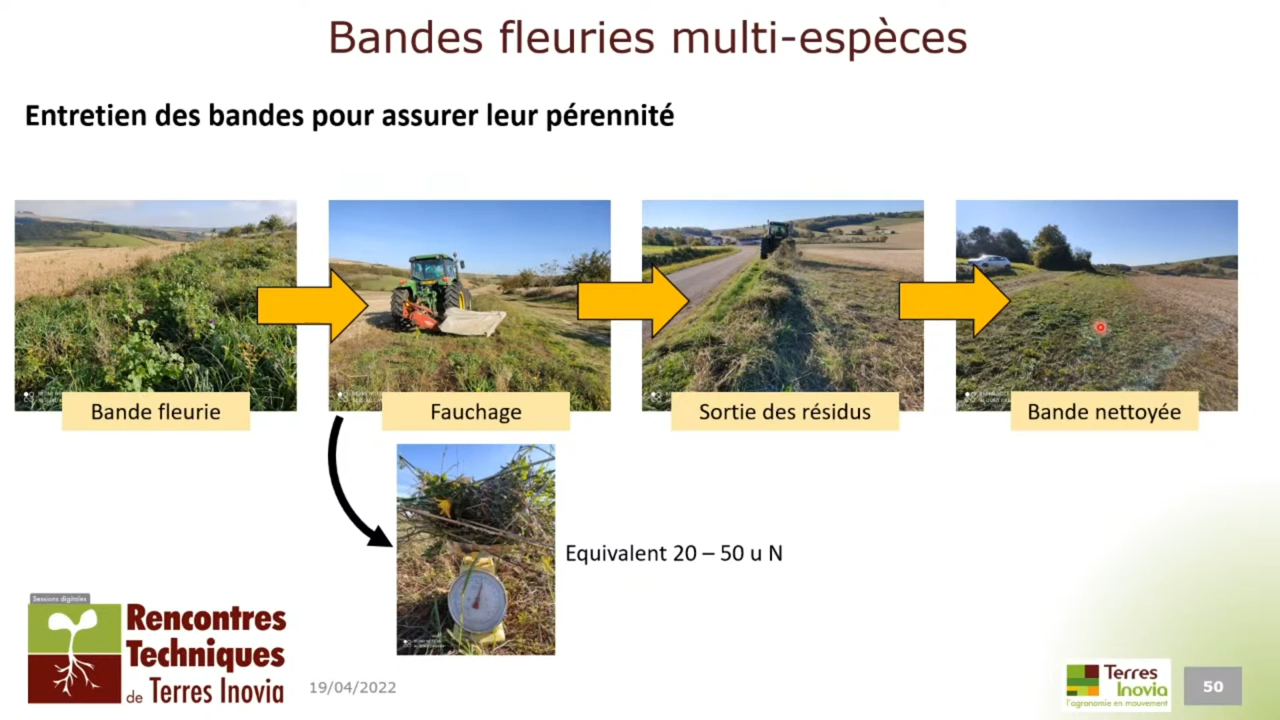 Bandes fleuries multi-espèces
Entretien des bandes pour assurer leur pérennité
Bande fleurie
Fauchage
Sortie des résidus
Bande nettoyée
Equivalent 20 – 50 u N
Sessions digitales
Rencontres
Techniques
de Terres Inovia
19/04/2022
Terres
Inovia
l'agronomie en mouvement
50